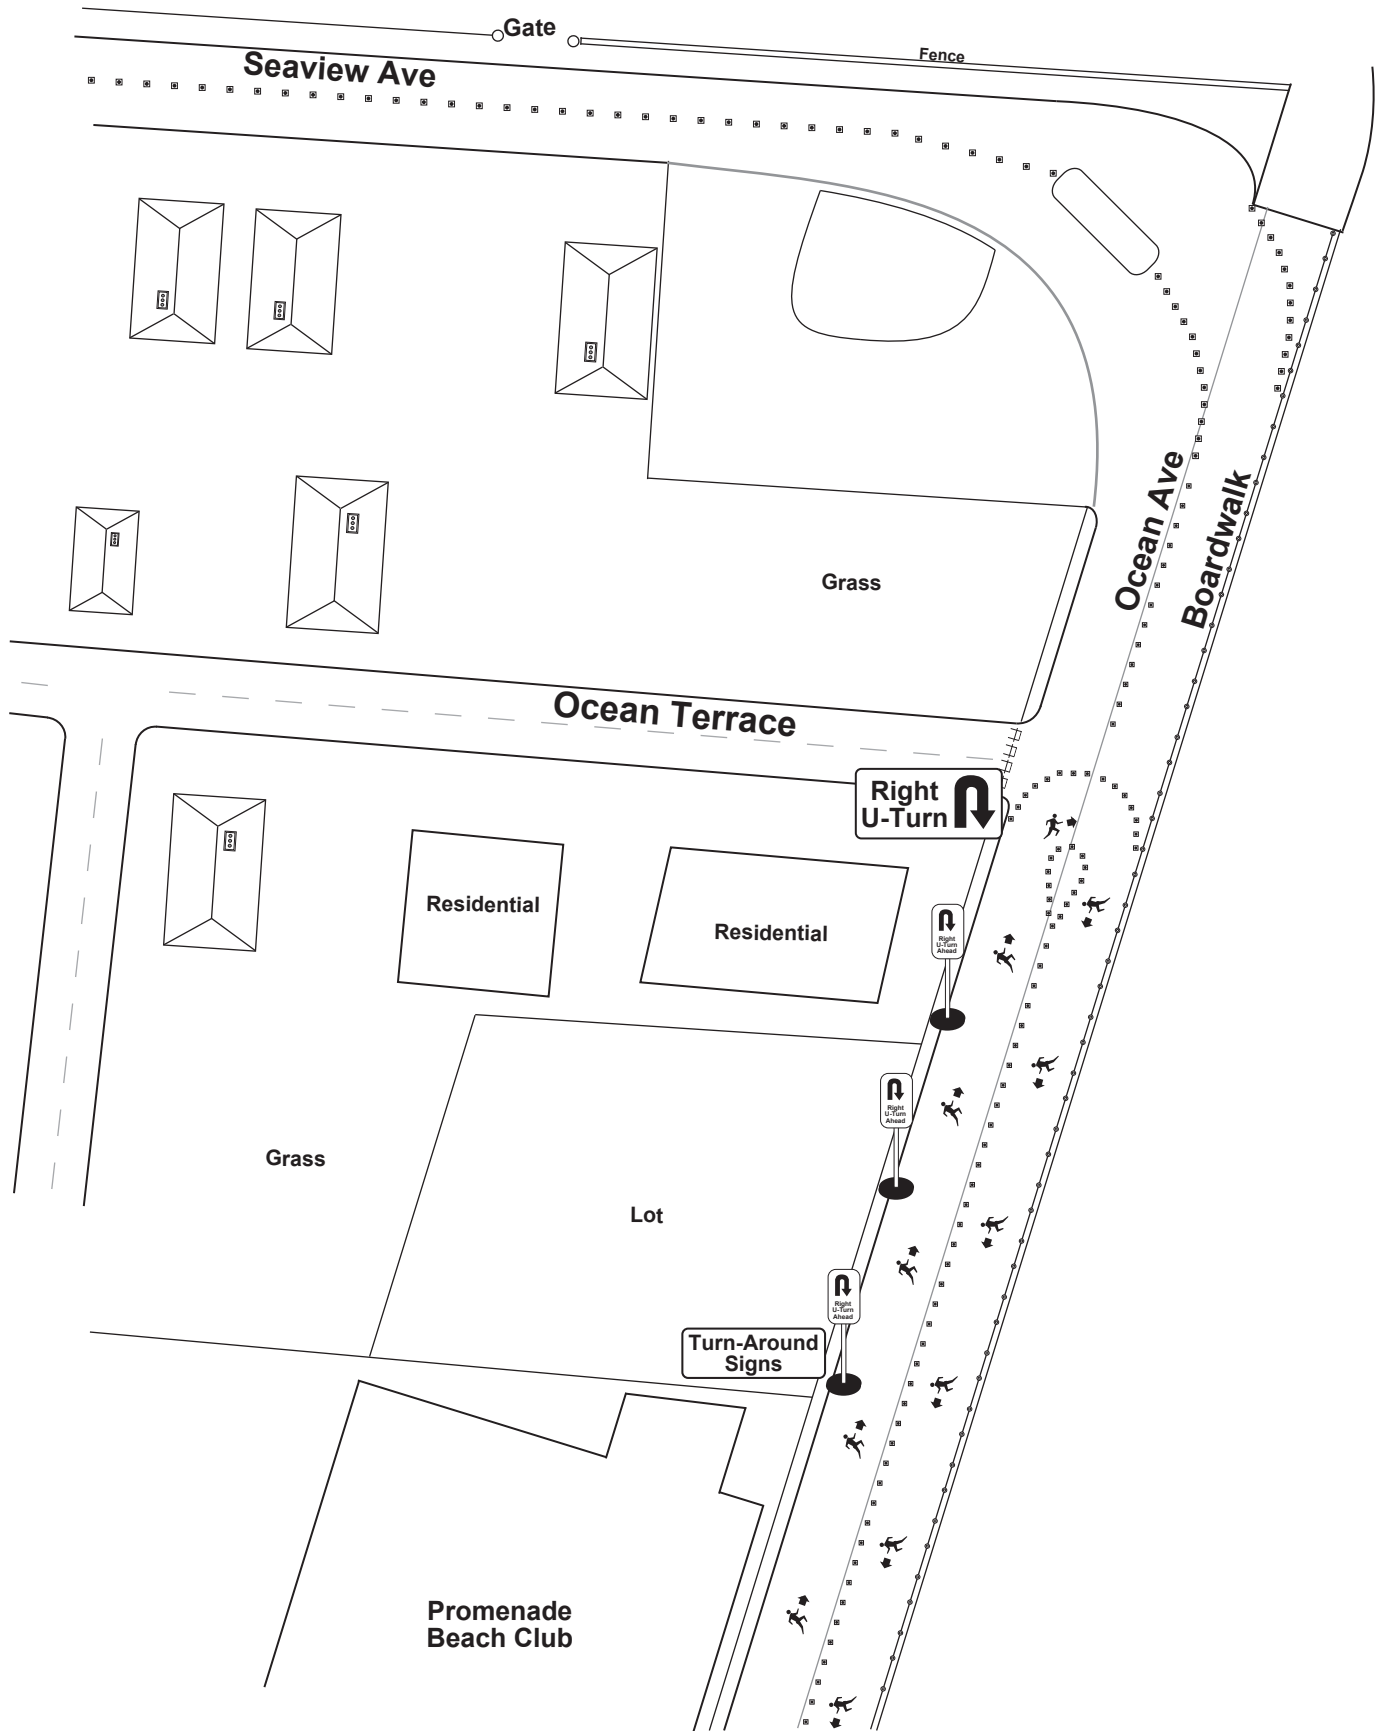 Gate
Fence
Seaview Ave
Ocean Ave
Boardwalk
Grass
Ocean Terrace
Right
U-Turn
Residential
Residential
Right
U-Turn
Ahead
Right
U-Turn
Ahead
Grass
Lot
Right
U-Turn
Ahead
Turn-Around
Signs
Promenade
Beach Club